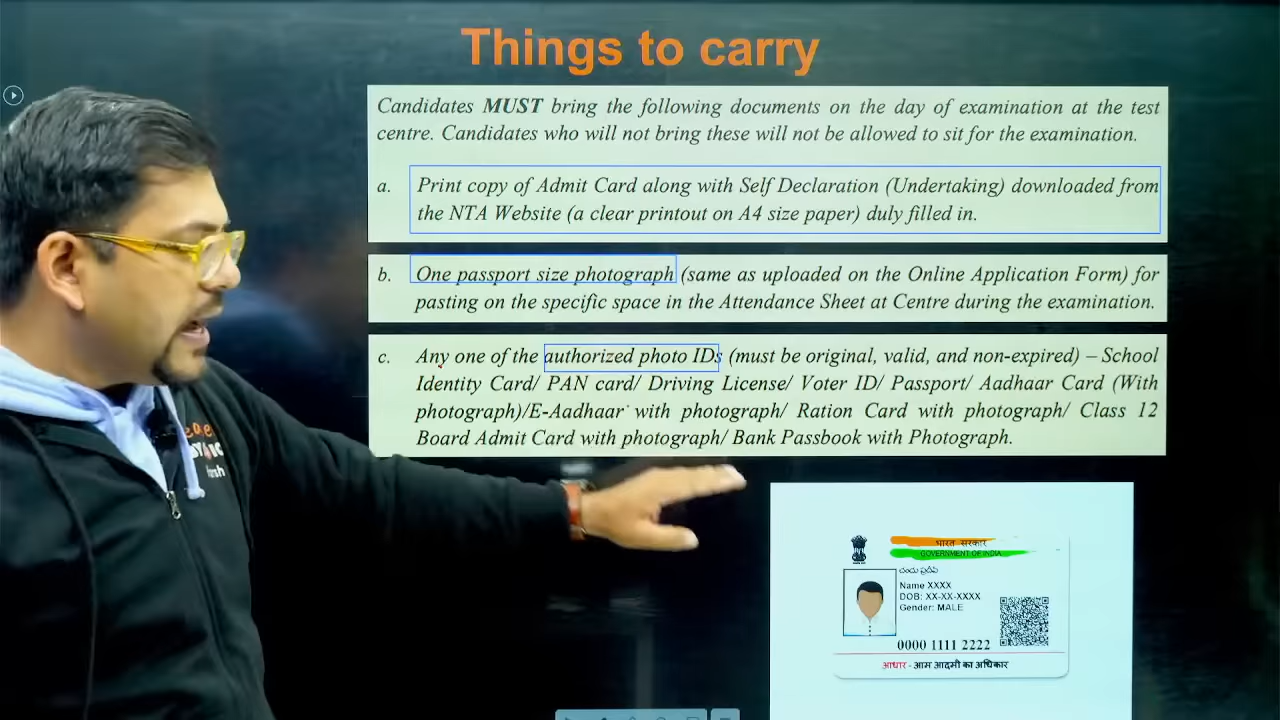 Things to carry
Candidates MUST bring the following documents on the day of examination at the test
centre. Candidates who will not bring these will not be allowed to sit for the examination.
a. Print copy of Admit Card along with Self Declaration (Undertaking) downloaded from
the NTA Website (a clear printout on A4 size paper) duly filled in.
b. One passport size photograph (same as uploaded on the Online Application Form) for
pasting on the specific space in the Attendance Sheet at Centre during the examination.
c. Any one of the authorized photo IDs (must be original, valid, and non-expired) – School
Identity Card/ PAN card/ Driving License/ Voter ID/ Passport/ Aadhaar Card (With
photograph)/E-Aadhaar with photograph/ Ration Card with photograph/ Class 12
Board Admit Card with photograph/ Bank Passbook with Photograph.
भारत सरकार
GOVERNMENT OF INDIA
Name XXXX
DOB: XX-XX-XXXX
Gender: MALE
0000 1111 2222
आधार - आम आदमी का अधिकार